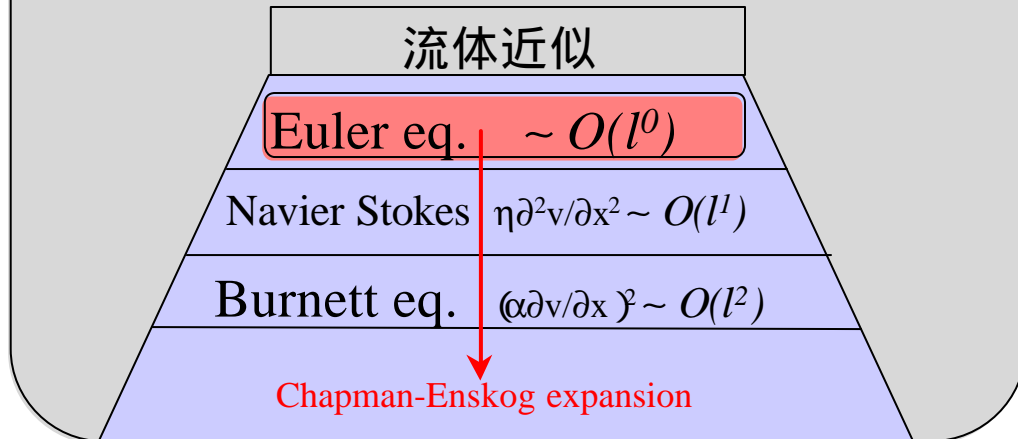 流体近似
Euler eq. ~ O(l⁰)
Navier Stokes η∂²v/∂x² ~ O(l¹)
Burnett eq. (α∂v/∂x )² ~ O(l²)
Chapman-Enskog expansion